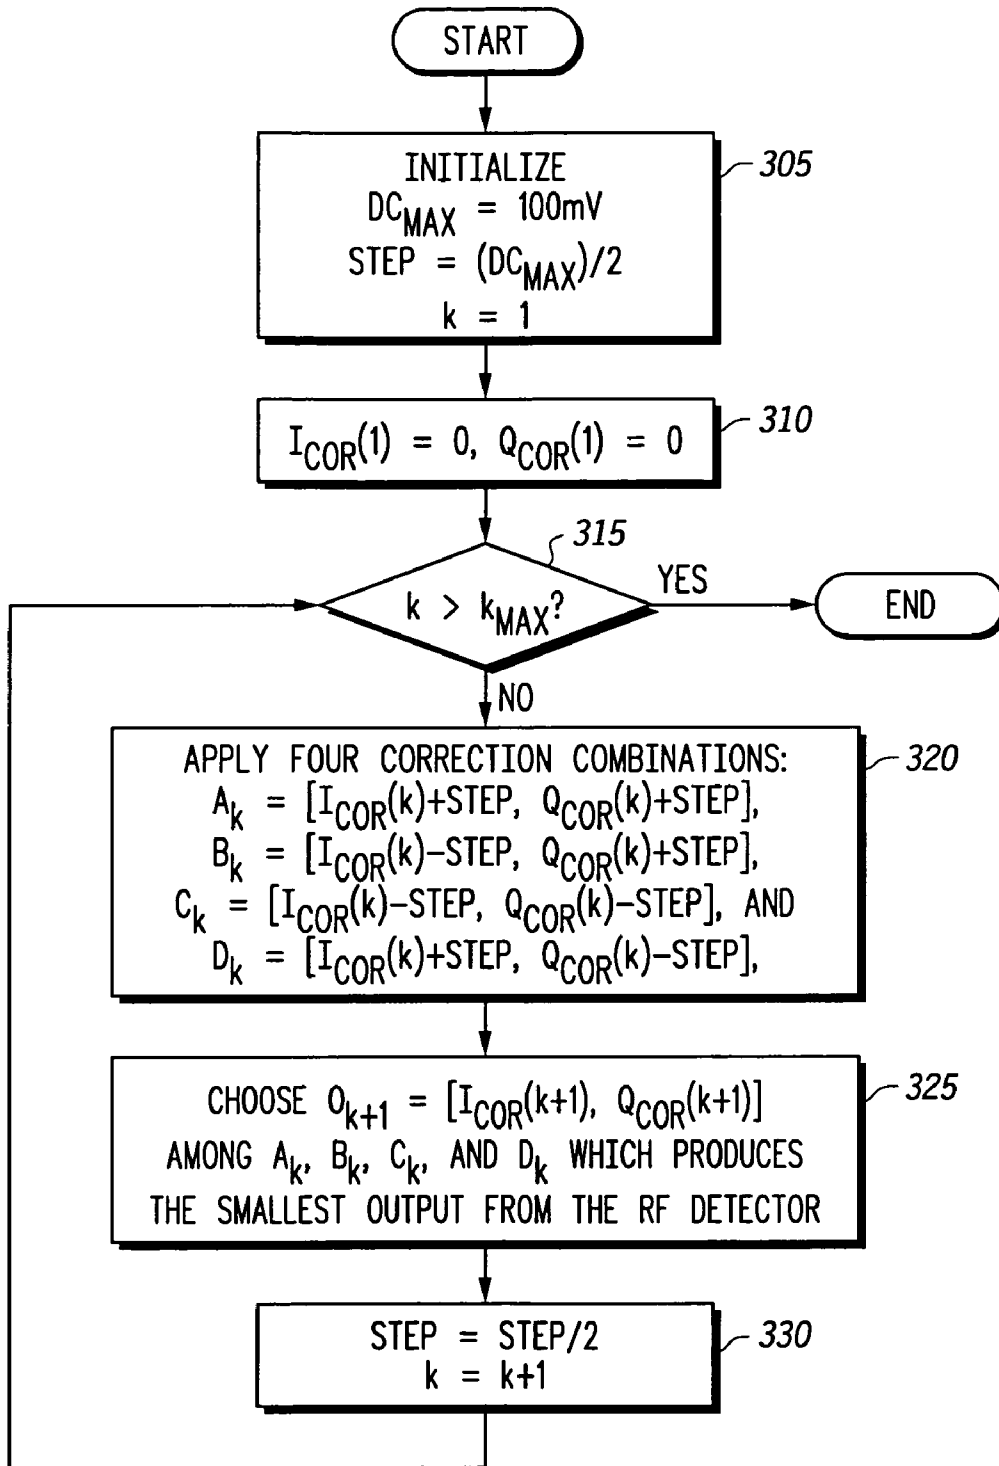 START
INITIALIZE
DC_MAX = 100mV
STEP = (DC_MAX)/2
k = 1
305
I_COR(1) = 0, Q_COR(1) = 0
310
315
k > k_MAX?
YES
END
NO
APPLY FOUR CORRECTION COMBINATIONS:
A_k = [I_COR(k)+STEP, Q_COR(k)+STEP],
B_k = [I_COR(k)−STEP, Q_COR(k)+STEP],
C_k = [I_COR(k)−STEP, Q_COR(k)−STEP], AND
D_k = [I_COR(k)+STEP, Q_COR(k)−STEP],
320
CHOOSE O_k+1 = [I_COR(k+1), Q_COR(k+1)]
AMONG A_k, B_k, C_k, AND D_k WHICH PRODUCES
THE SMALLEST OUTPUT FROM THE RF DETECTOR
325
STEP = STEP/2
k = k+1
330